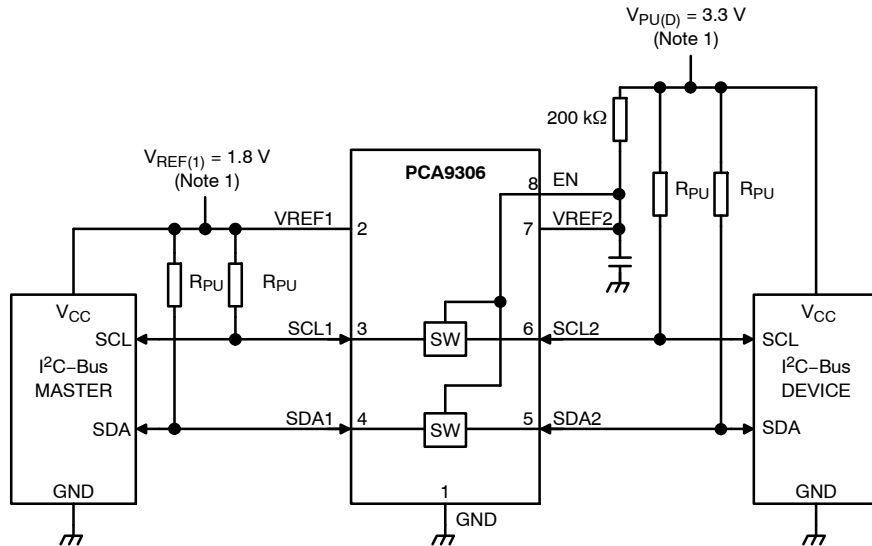 V_PU(D) = 3.3 V
(Note 1)
200 kΩ
V_REF(1) = 1.8 V
(Note 1)
PCA9306
8 EN
R_PU R_PU
VREF1 2
7 VREF2
R_PU R_PU
V_CC
V_CC
SCL SCL1 3 SW 6 SCL2 SCL
I²C−Bus
MASTER
I²C−Bus
DEVICE
SDA SDA1 4 SW 5 SDA2 SDA
GND
1
GND
GND